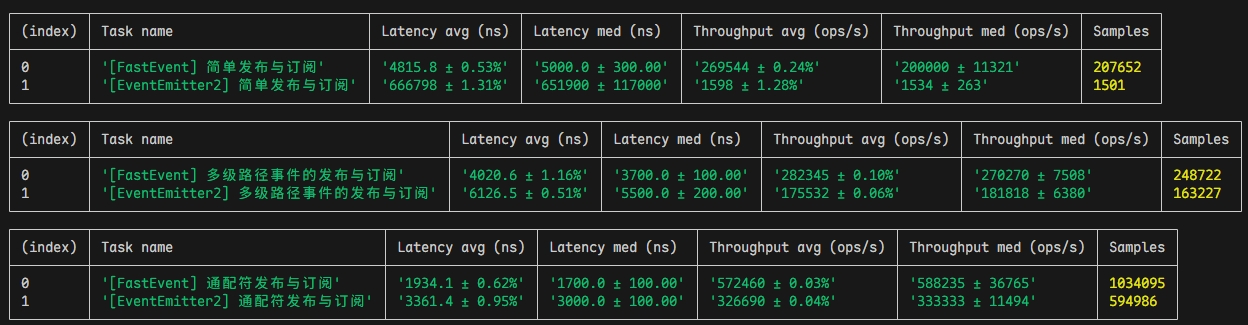 (index) Task name Latency avg (ns) Latency med (ns) Throughput avg (ops/s) Throughput med (ops/s) Samples
0 '[FastEvent] 简单发布与订阅' '4815.8 ± 0.53%' '5000.0 ± 300.00' '269544 ± 0.24%' '200000 ± 11321' 207652
1 '[EventEmitter2] 简单发布与订阅' '666798 ± 1.31%' '651900 ± 117000' '1598 ± 1.28%' '1534 ± 263' 1501
(index) Task name Latency avg (ns) Latency med (ns) Throughput avg (ops/s) Throughput med (ops/s) Samples
0 '[FastEvent] 多级路径事件的发布与订阅' '4020.6 ± 1.16%' '3700.0 ± 100.00' '282345 ± 0.10%' '270270 ± 7508' 248722
1 '[EventEmitter2] 多级路径事件的发布与订阅' '6126.5 ± 0.51%' '5500.0 ± 200.00' '175532 ± 0.06%' '181818 ± 6380' 163227
(index) Task name Latency avg (ns) Latency med (ns) Throughput avg (ops/s) Throughput med (ops/s) Samples
0 '[FastEvent] 通配符发布与订阅' '1934.1 ± 0.62%' '1700.0 ± 100.00' '572460 ± 0.03%' '588235 ± 36765' 1034095
1 '[EventEmitter2] 通配符发布与订阅' '3361.4 ± 0.95%' '3000.0 ± 100.00' '326690 ± 0.04%' '333333 ± 11494' 594986